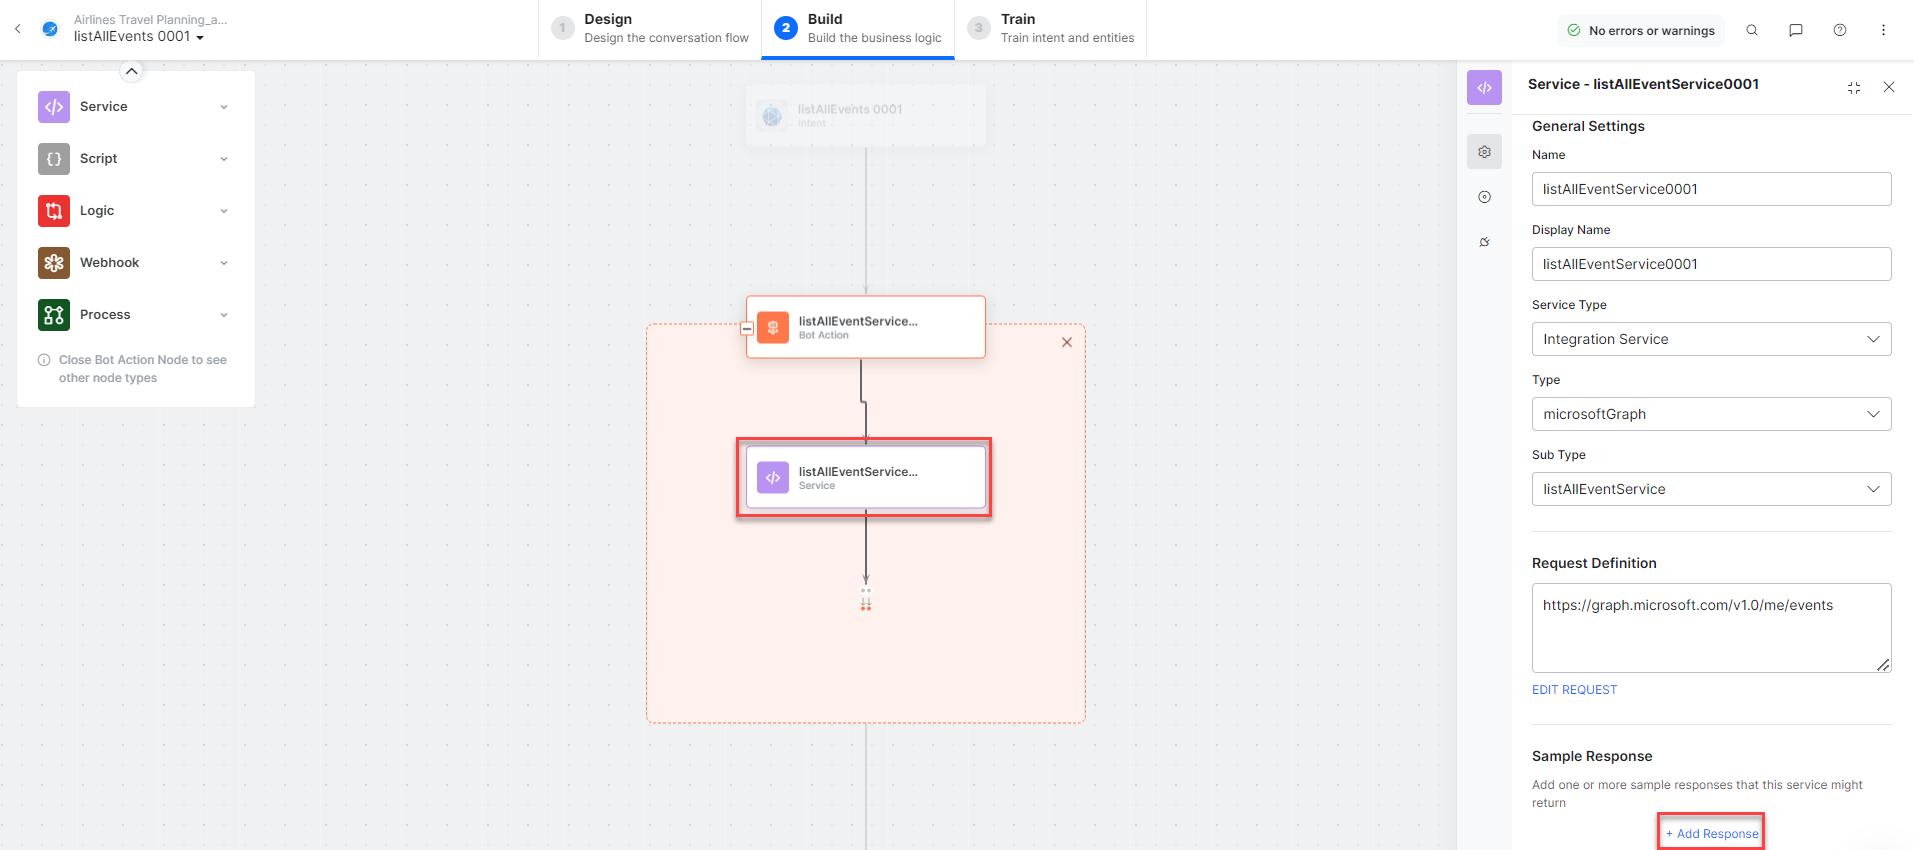 Airlines Travel Planning_a...
listAllEvents 0001
1
Design
Design the conversation flow
2
Build
Build the business logic
3
Train
Train intent and entities
No errors or warnings
Service
Script
Logic
Webhook
Process
Close Bot Action Node to see
other node types
listAllEvents 0001
Intent
listAllEventService...
Bot Action
listAllEventService...
Service
Service - listAllEventService0001
General Settings
Name
listAllEventService0001
Display Name
listAllEventService0001
Service Type
Integration Service
Type
microsoftGraph
Sub Type
listAllEventService
Request Definition
https://graph.microsoft.com/v1.0/me/events
EDIT REQUEST
Sample Response
Add one or more sample responses that this service might
return
+ Add Response